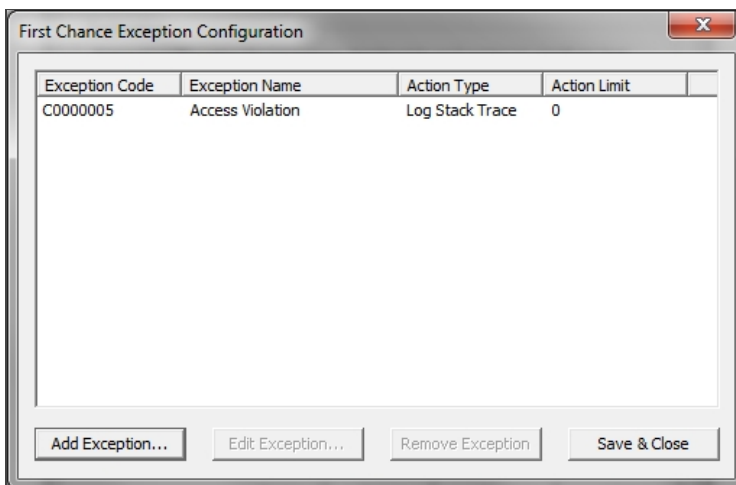 First Chance Exception Configuration
Exception Code Exception Name Action Type Action Limit
C0000005 Access Violation Log Stack Trace 0
Add Exception... Edit Exception... Remove Exception Save & Close